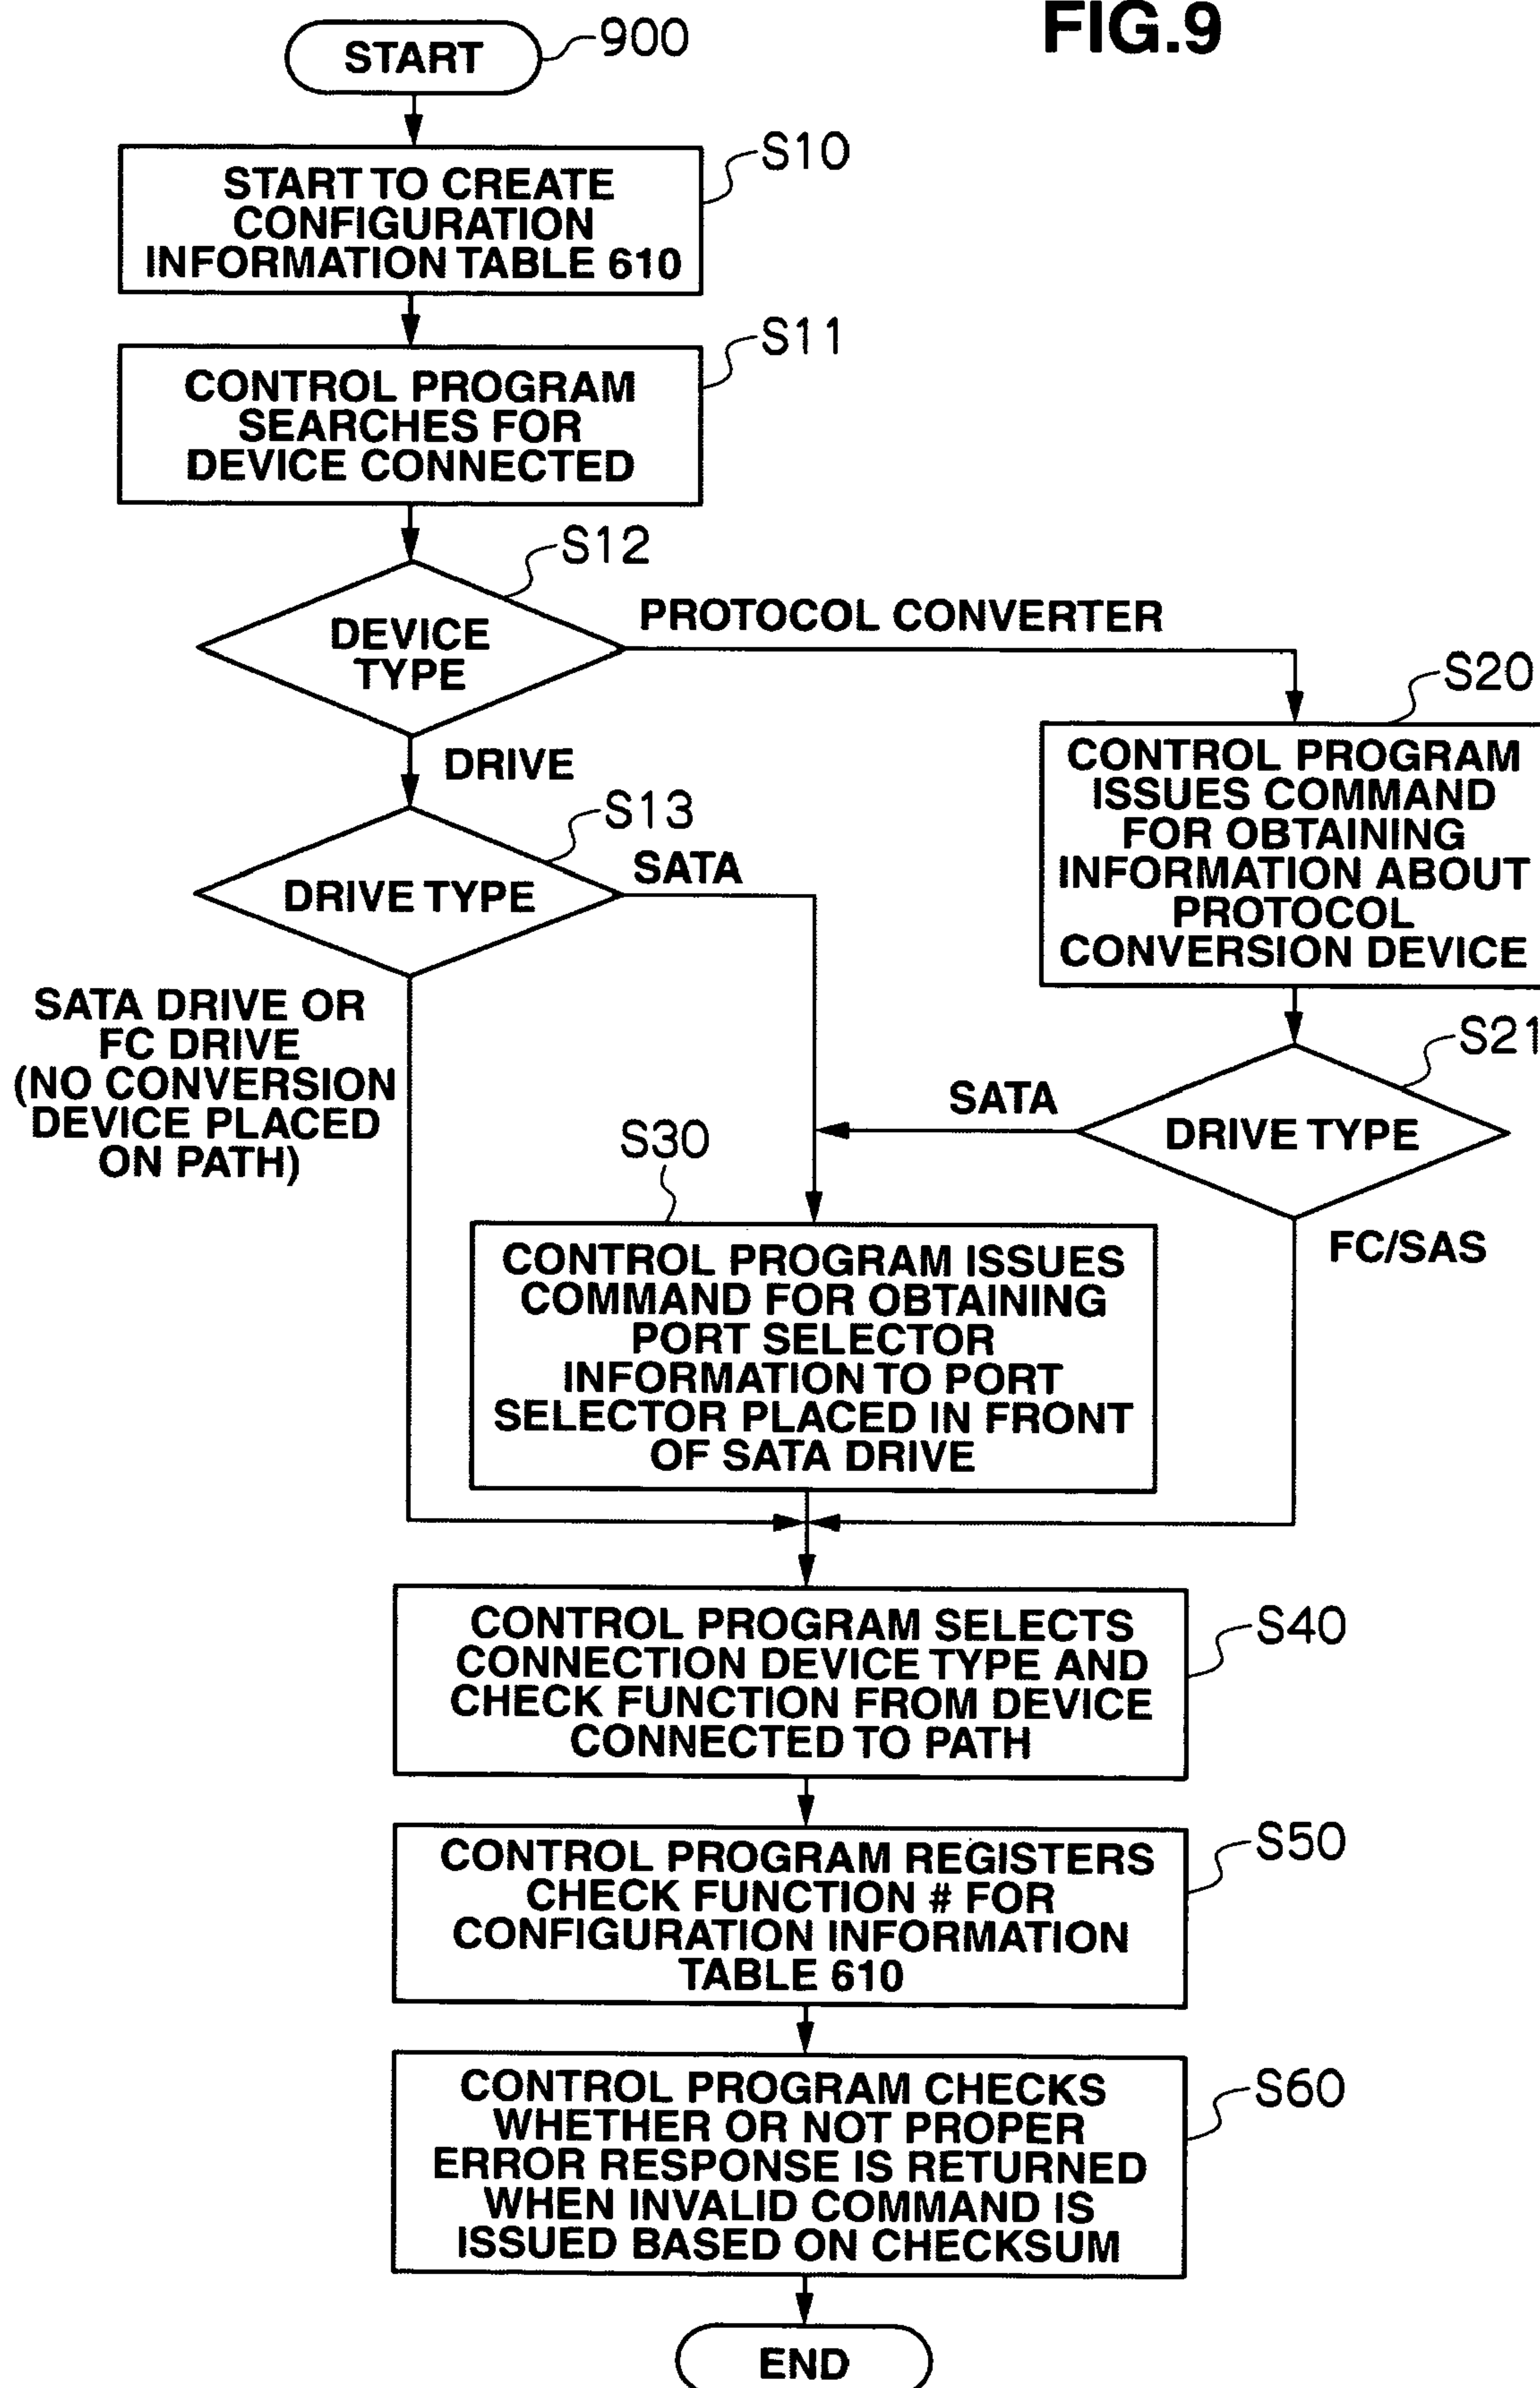 FIG.9
START
900
S10
START TO CREATE
CONFIGURATION
INFORMATION TABLE 610
S11
CONTROL PROGRAM
SEARCHES FOR
DEVICE CONNECTED
S12
DEVICE
TYPE
PROTOCOL CONVERTER
DRIVE
S20
CONTROL PROGRAM
ISSUES COMMAND
FOR OBTAINING
INFORMATION ABOUT
PROTOCOL
CONVERSION DEVICE
S13
DRIVE TYPE
SATA
SATA DRIVE OR
FC DRIVE
(NO CONVERSION
DEVICE PLACED
ON PATH)
S21
DRIVE TYPE
SATA
FC/SAS
S30
CONTROL PROGRAM ISSUES
COMMAND FOR OBTAINING
PORT SELECTOR
INFORMATION TO PORT
SELECTOR PLACED IN FRONT
OF SATA DRIVE
S40
CONTROL PROGRAM SELECTS
CONNECTION DEVICE TYPE AND
CHECK FUNCTION FROM DEVICE
CONNECTED TO PATH
S50
CONTROL PROGRAM REGISTERS
CHECK FUNCTION # FOR
CONFIGURATION INFORMATION
TABLE 610
S60
CONTROL PROGRAM CHECKS
WHETHER OR NOT PROPER
ERROR RESPONSE IS RETURNED
WHEN INVALID COMMAND IS
ISSUED BASED ON CHECKSUM
END